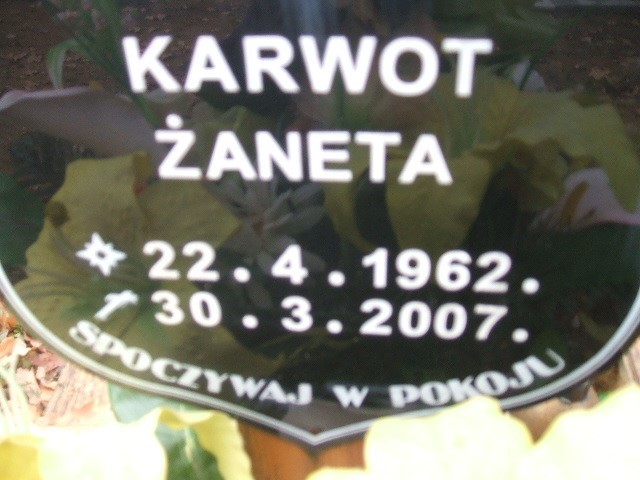 KARWOT
ŻANETA
22.4.1962.
30.3.2007.
SPOCZYWAJ W POKOJU